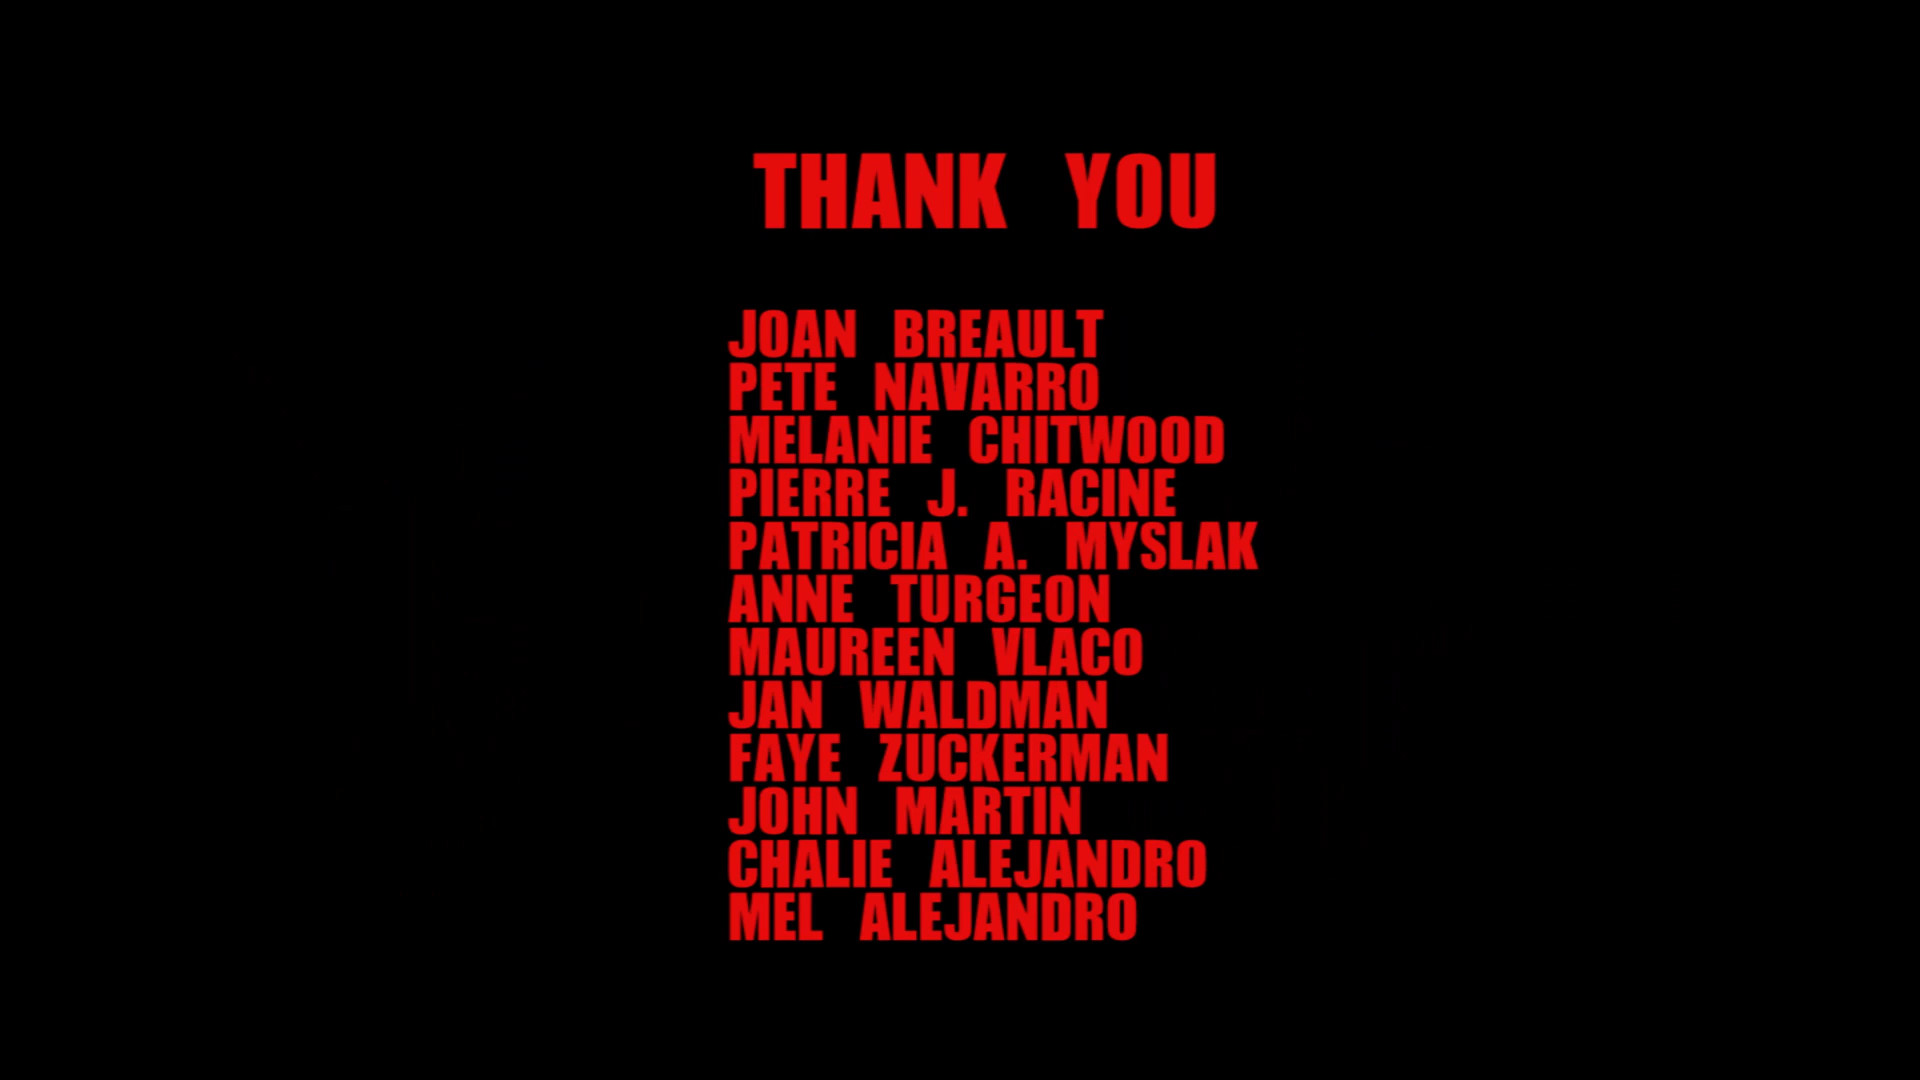 THANK YOU
JOAN BREAULT
PETE NAVARRO
MELANIE CHITWOOD
PIERRE J. RACINE
PATRICIA A. MYSLAK
ANNE TURGEON
MAUREEN VLACO
JAN WALDMAN
FAYE ZUCKERMAN
JOHN MARTIN
CHALIE ALEJANDRO
MEL ALEJANDRO